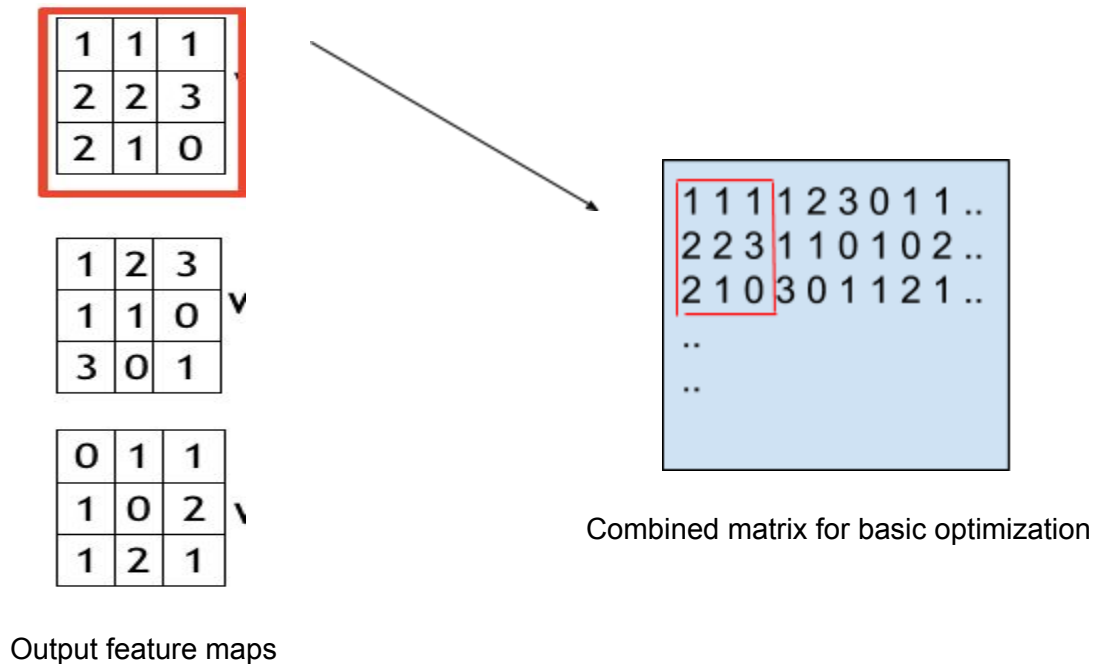 1 1 1
2 2 3
2 1 0
1 2 3
1 1 0
3 0 1
0 1 1
1 0 2
1 2 1
Output feature maps
1 1 1 1 2 3 0 1 1 ..
2 2 3 1 1 0 1 0 2 ..
2 1 0 3 0 1 1 2 1 ..
..
..
Combined matrix for basic optimization